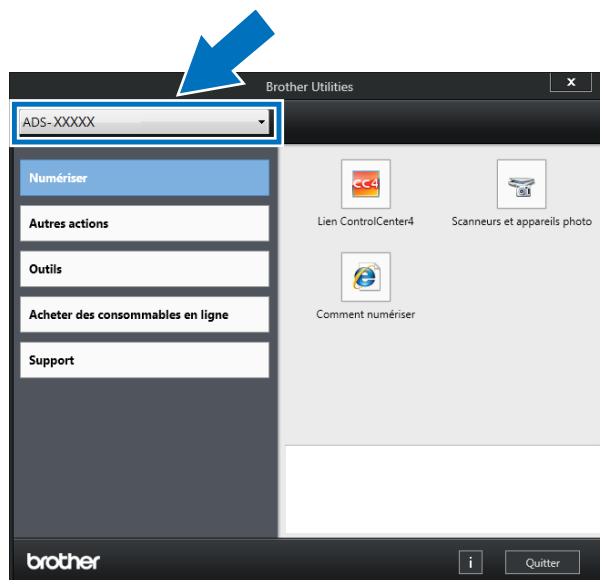 Brother Utilities
x
ADS-XXXXX
Numériser
Autres actions
Outils
Acheter des consommables en ligne
Support
CC4
Lien ControlCenter4
Scanneurs et appareils photo
Comment numériser
brother
i
Quitter